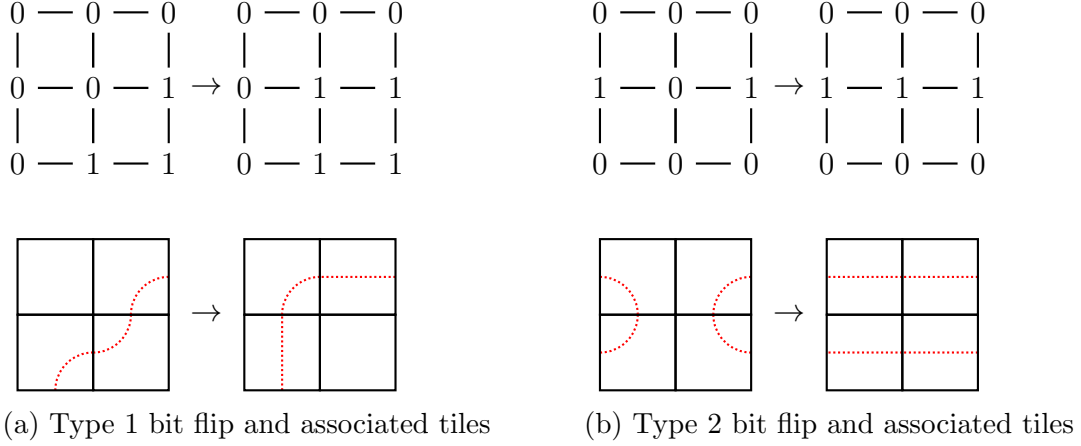 0 — 0 — 0 0 — 0 — 0 0 — 0 — 0 0 — 0 — 0
0 — 0 — 1 → 0 — 1 — 1 1 — 0 — 1 → 1 — 1 — 1
0 — 1 — 1 0 — 1 — 1 0 — 0 — 0 0 — 0 — 0
→ →
(a) Type 1 bit flip and associated tiles (b) Type 2 bit flip and associated tiles